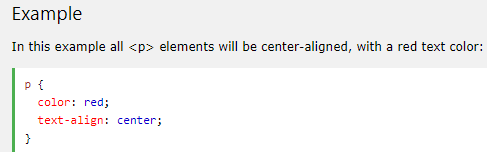 Example
In this example all <p> elements will be center-aligned, with a red text color:
p {
  color: red;
  text-align: center;
}